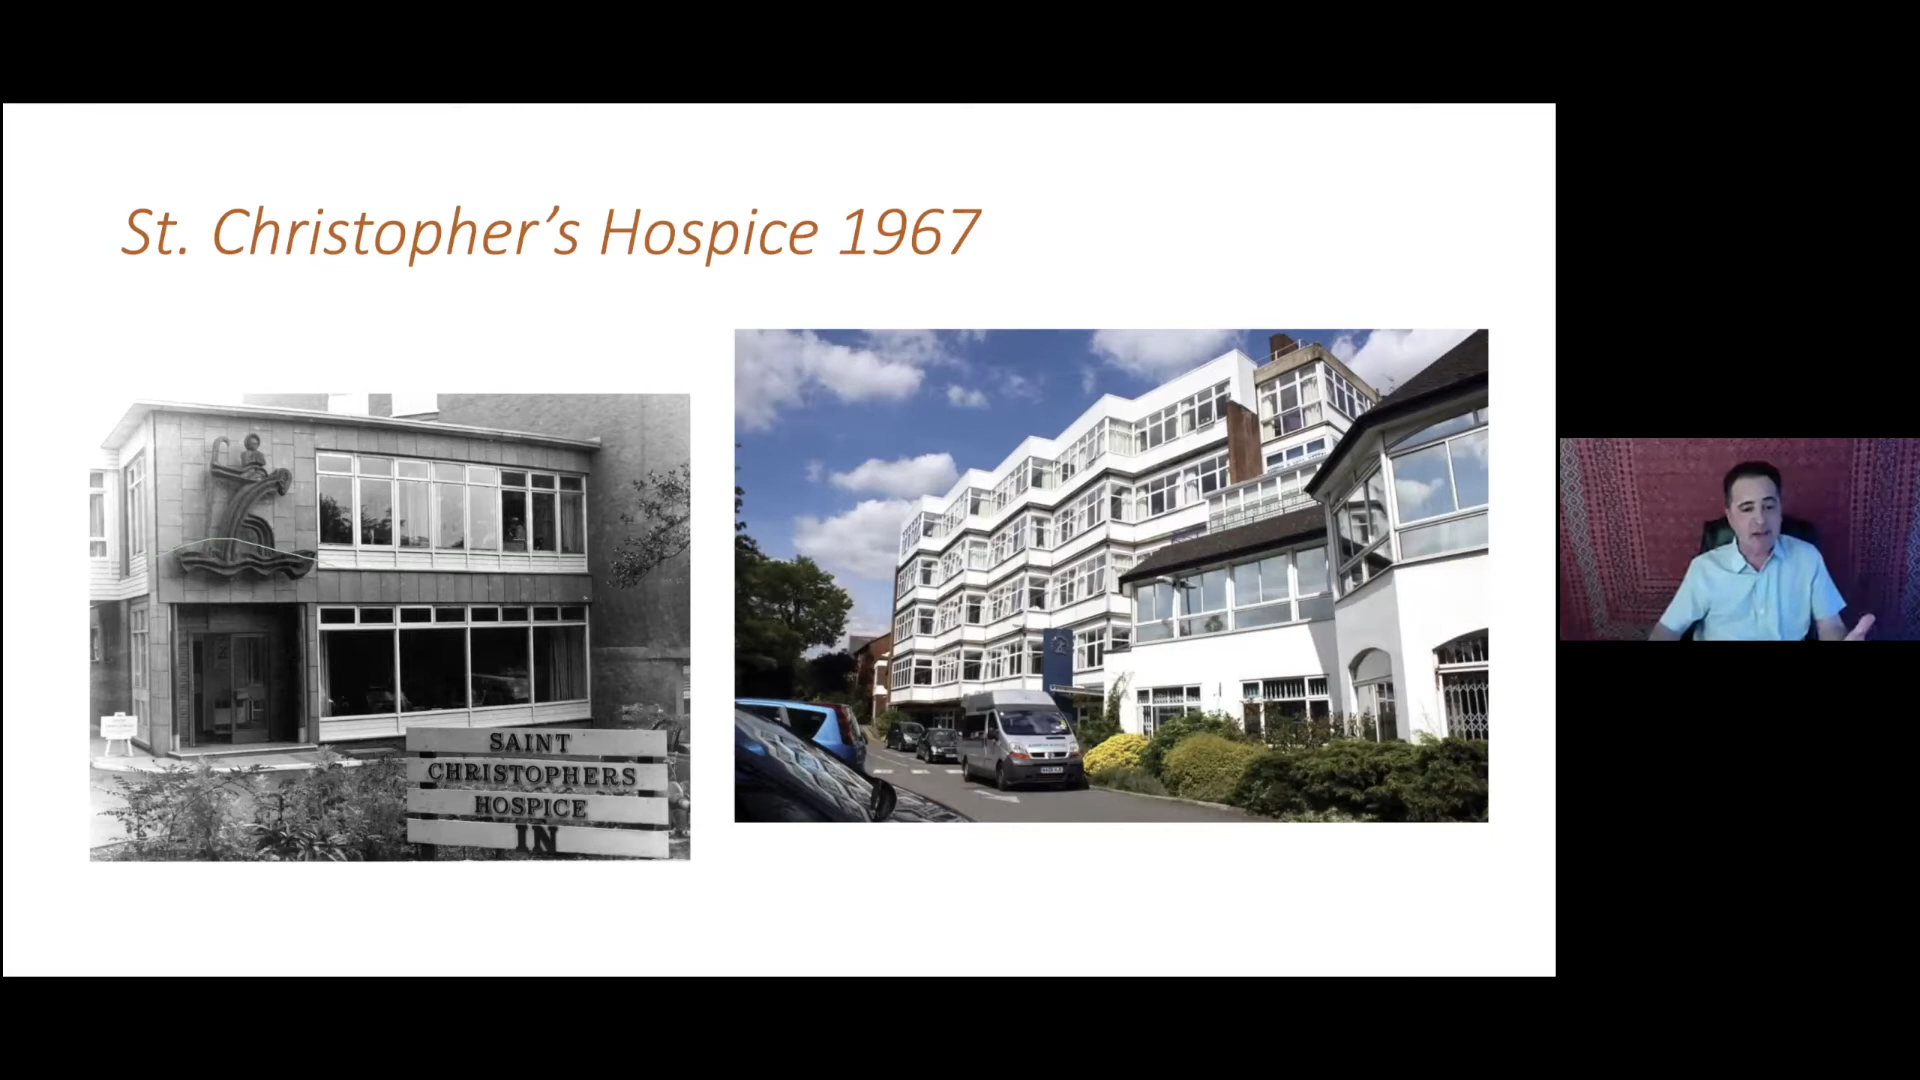 St. Christopher’s Hospice 1967
SAINT
CHRISTOPHERS
HOSPICE
IN